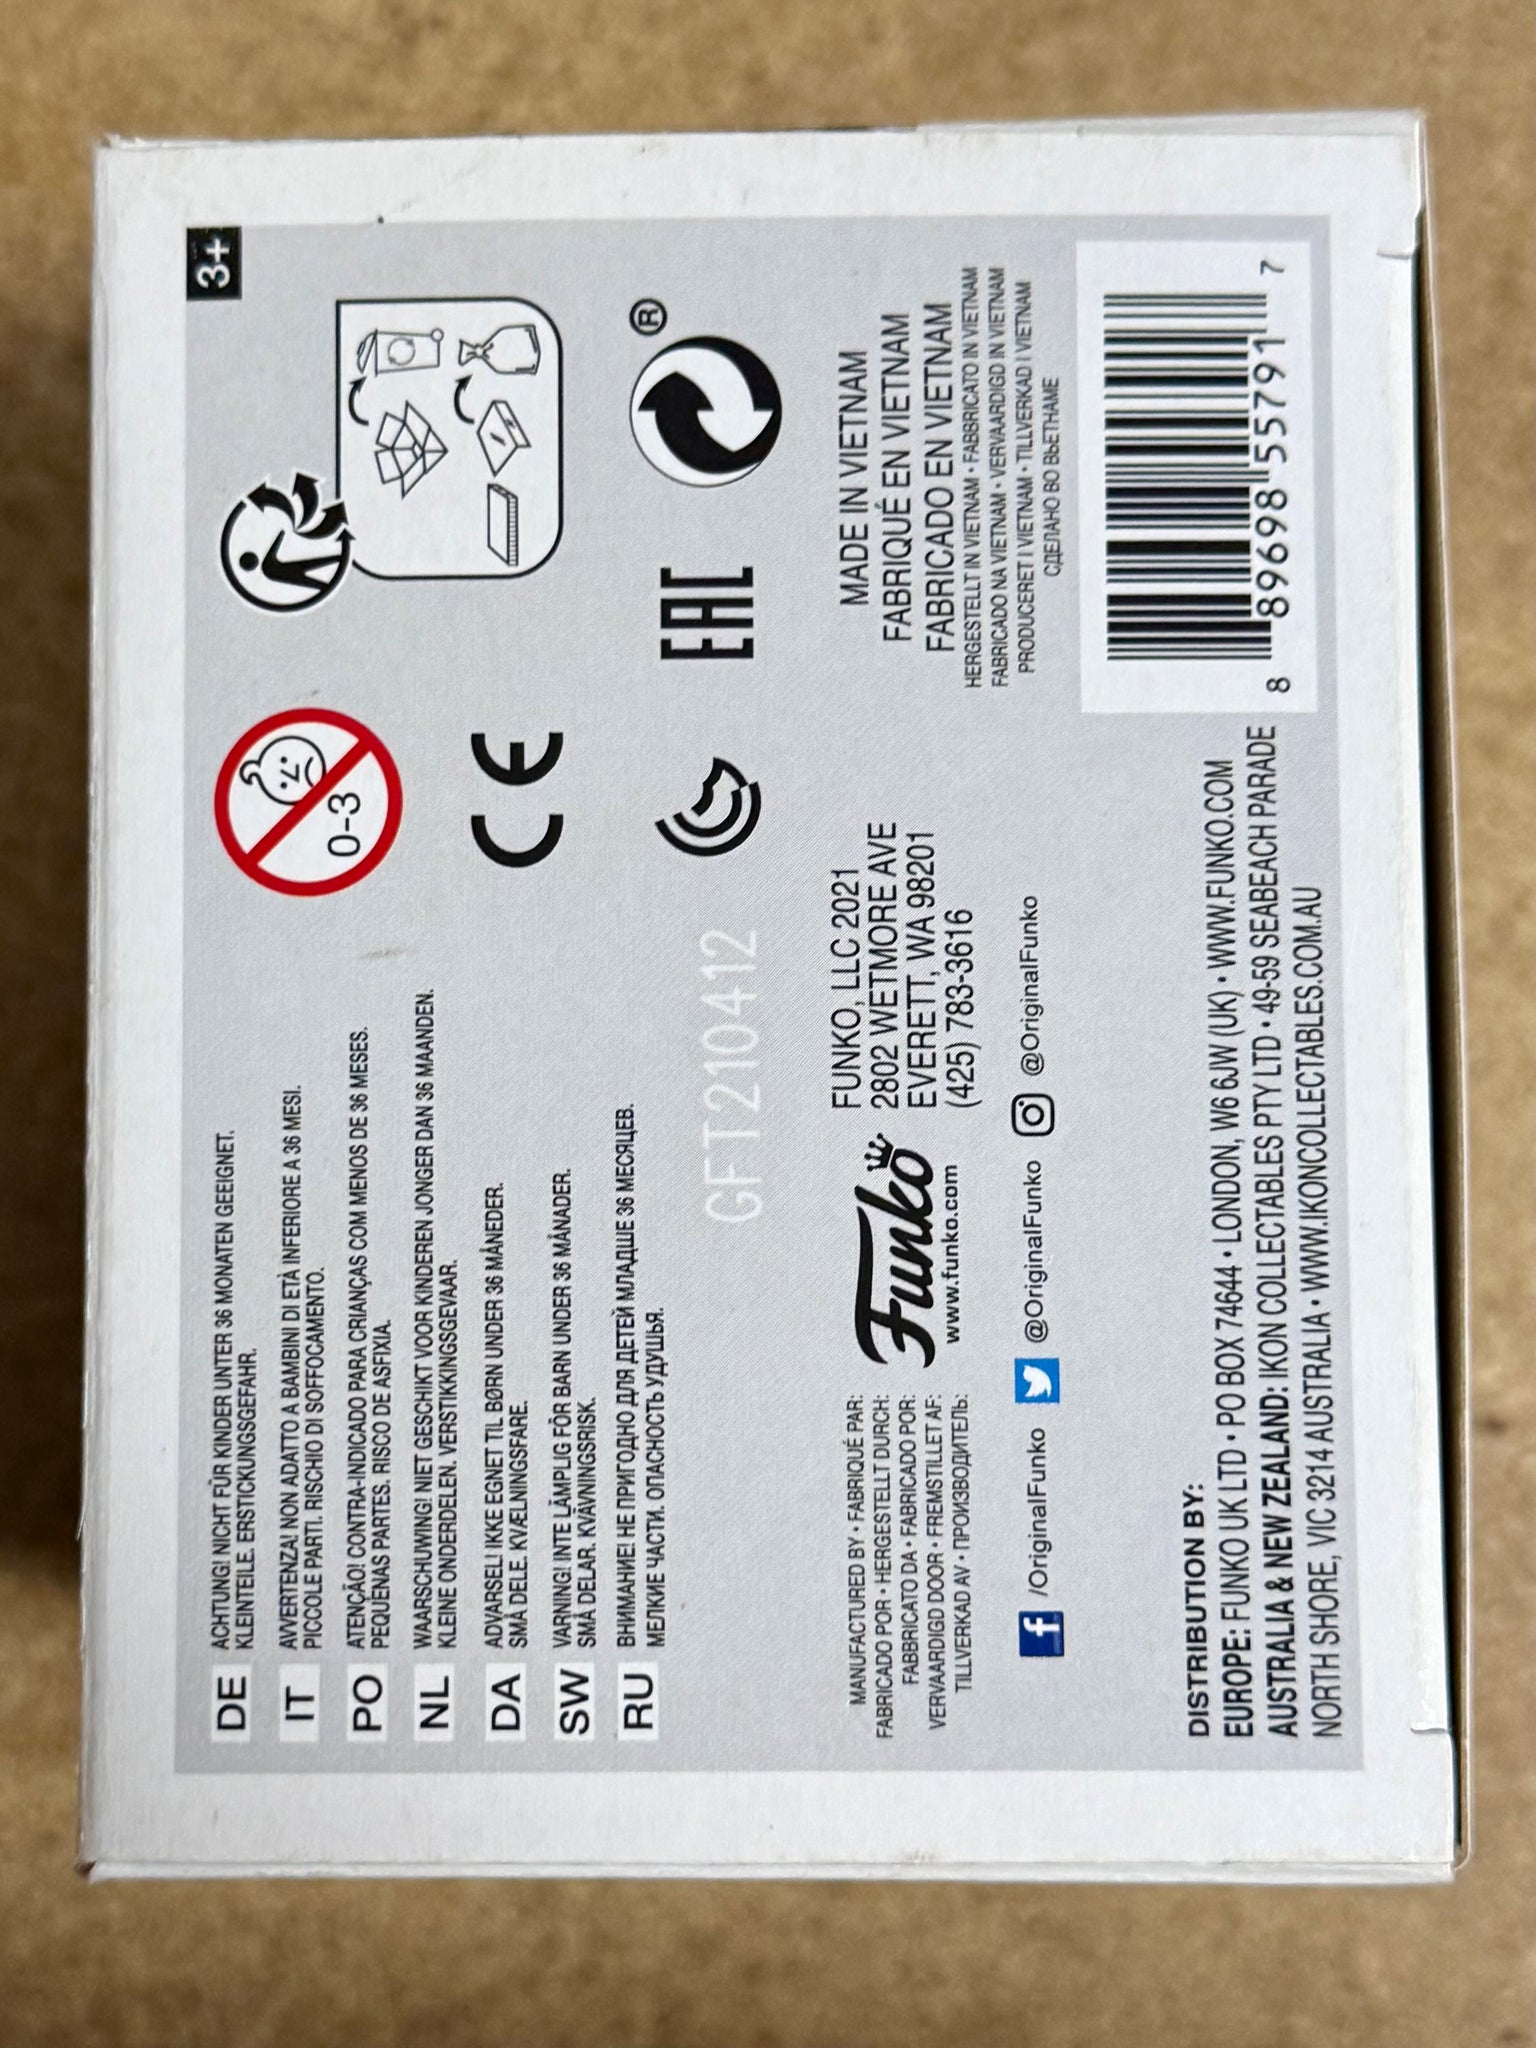 3+
DE
ACHTUNG! NICHT FÜR KINDER UNTER 36 MONATEN GEEIGNET.
KLEINTEILE. ERSTICKUNGSGEFAHR.
IT
AVVERTENZA! NON ADATTO A BAMBINI DI ETÀ INFERIORE A 36 MESI.
PICCOLE PARTI. RISCHIO DI SOFFOCAMENTO.
PO
ATENÇÃO! CONTRA-INDICADO PARA CRIANÇAS COM MENOS DE 36 MESES.
PEQUENAS PARTES. RISCO DE ASFIXIA.
NL
WAARSCHUWING! NIET GESCHIKT VOOR KINDEREN JONGER DAN 36 MAANDEN.
KLEINE ONDERDELEN. VERSTIKKINGSGEVAAR.
DA
ADVARSEL! IKKE EGNET TIL BØRN UNDER 36 MÅNEDER.
SMÅ DELE. KVÆLNINGSFARE.
SW
VARNING! INTE LÄMPLIG FÖR BARN UNDER 36 MÅNADER.
SMÅ DELAR. KVÄVNINGSRISK.
RU
ВНИМАНИЕ! НЕ ПРИГОДНО ДЛЯ ДЕТЕЙ МЛАДШЕ 36 МЕСЯЦЕВ.
МЕЛКИЕ ЧАСТИ. ОПАСНОСТЬ УДУШЬЯ.
0-3
CE
EAC
®
GFT210412
MANUFACTURED BY • FABRIQUÉ PAR:
FABRICADO POR • HERGESTELLT DURCH:
FABBRICATO DA • FABRICADO POR:
VERVAARDIGD DOOR • FREMSTILLET AF:
TILLVERKAD AV • ПРОИЗВОДИТЕЛЬ:
Funko
www.funko.com
FUNKO, LLC 2021
2802 WETMORE AVE
EVERETT, WA 98201
(425) 783-3616
f /OriginalFunko @OriginalFunko @OriginalFunko
MADE IN VIETNAM
FABRIQUÉ EN VIETNAM
FABRICADO EN VIETNAM
HERGESTELLT IN VIETNAM • FABBRICATO IN VIETNAM
FABRICADO NA VIETNAM • VERVAARDIGD IN VIETNAM
PRODUCERET I VIETNAM • TILLVERKAD I VIETNAM
СДЕЛАНО ВО ВЬЕТНАМЕ
DISTRIBUTION BY:
EUROPE: FUNKO UK LTD • PO BOX 74644 • LONDON, W6 6JW (UK) • WWW.FUNKO.COM
AUSTRALIA & NEW ZEALAND: IKON COLLECTABLES PTY LTD • 49-59 SEABEACH PARADE
NORTH SHORE, VIC 3214 AUSTRALIA • WWW.IKONCOLLECTABLES.COM.AU
8 89698 55791 7